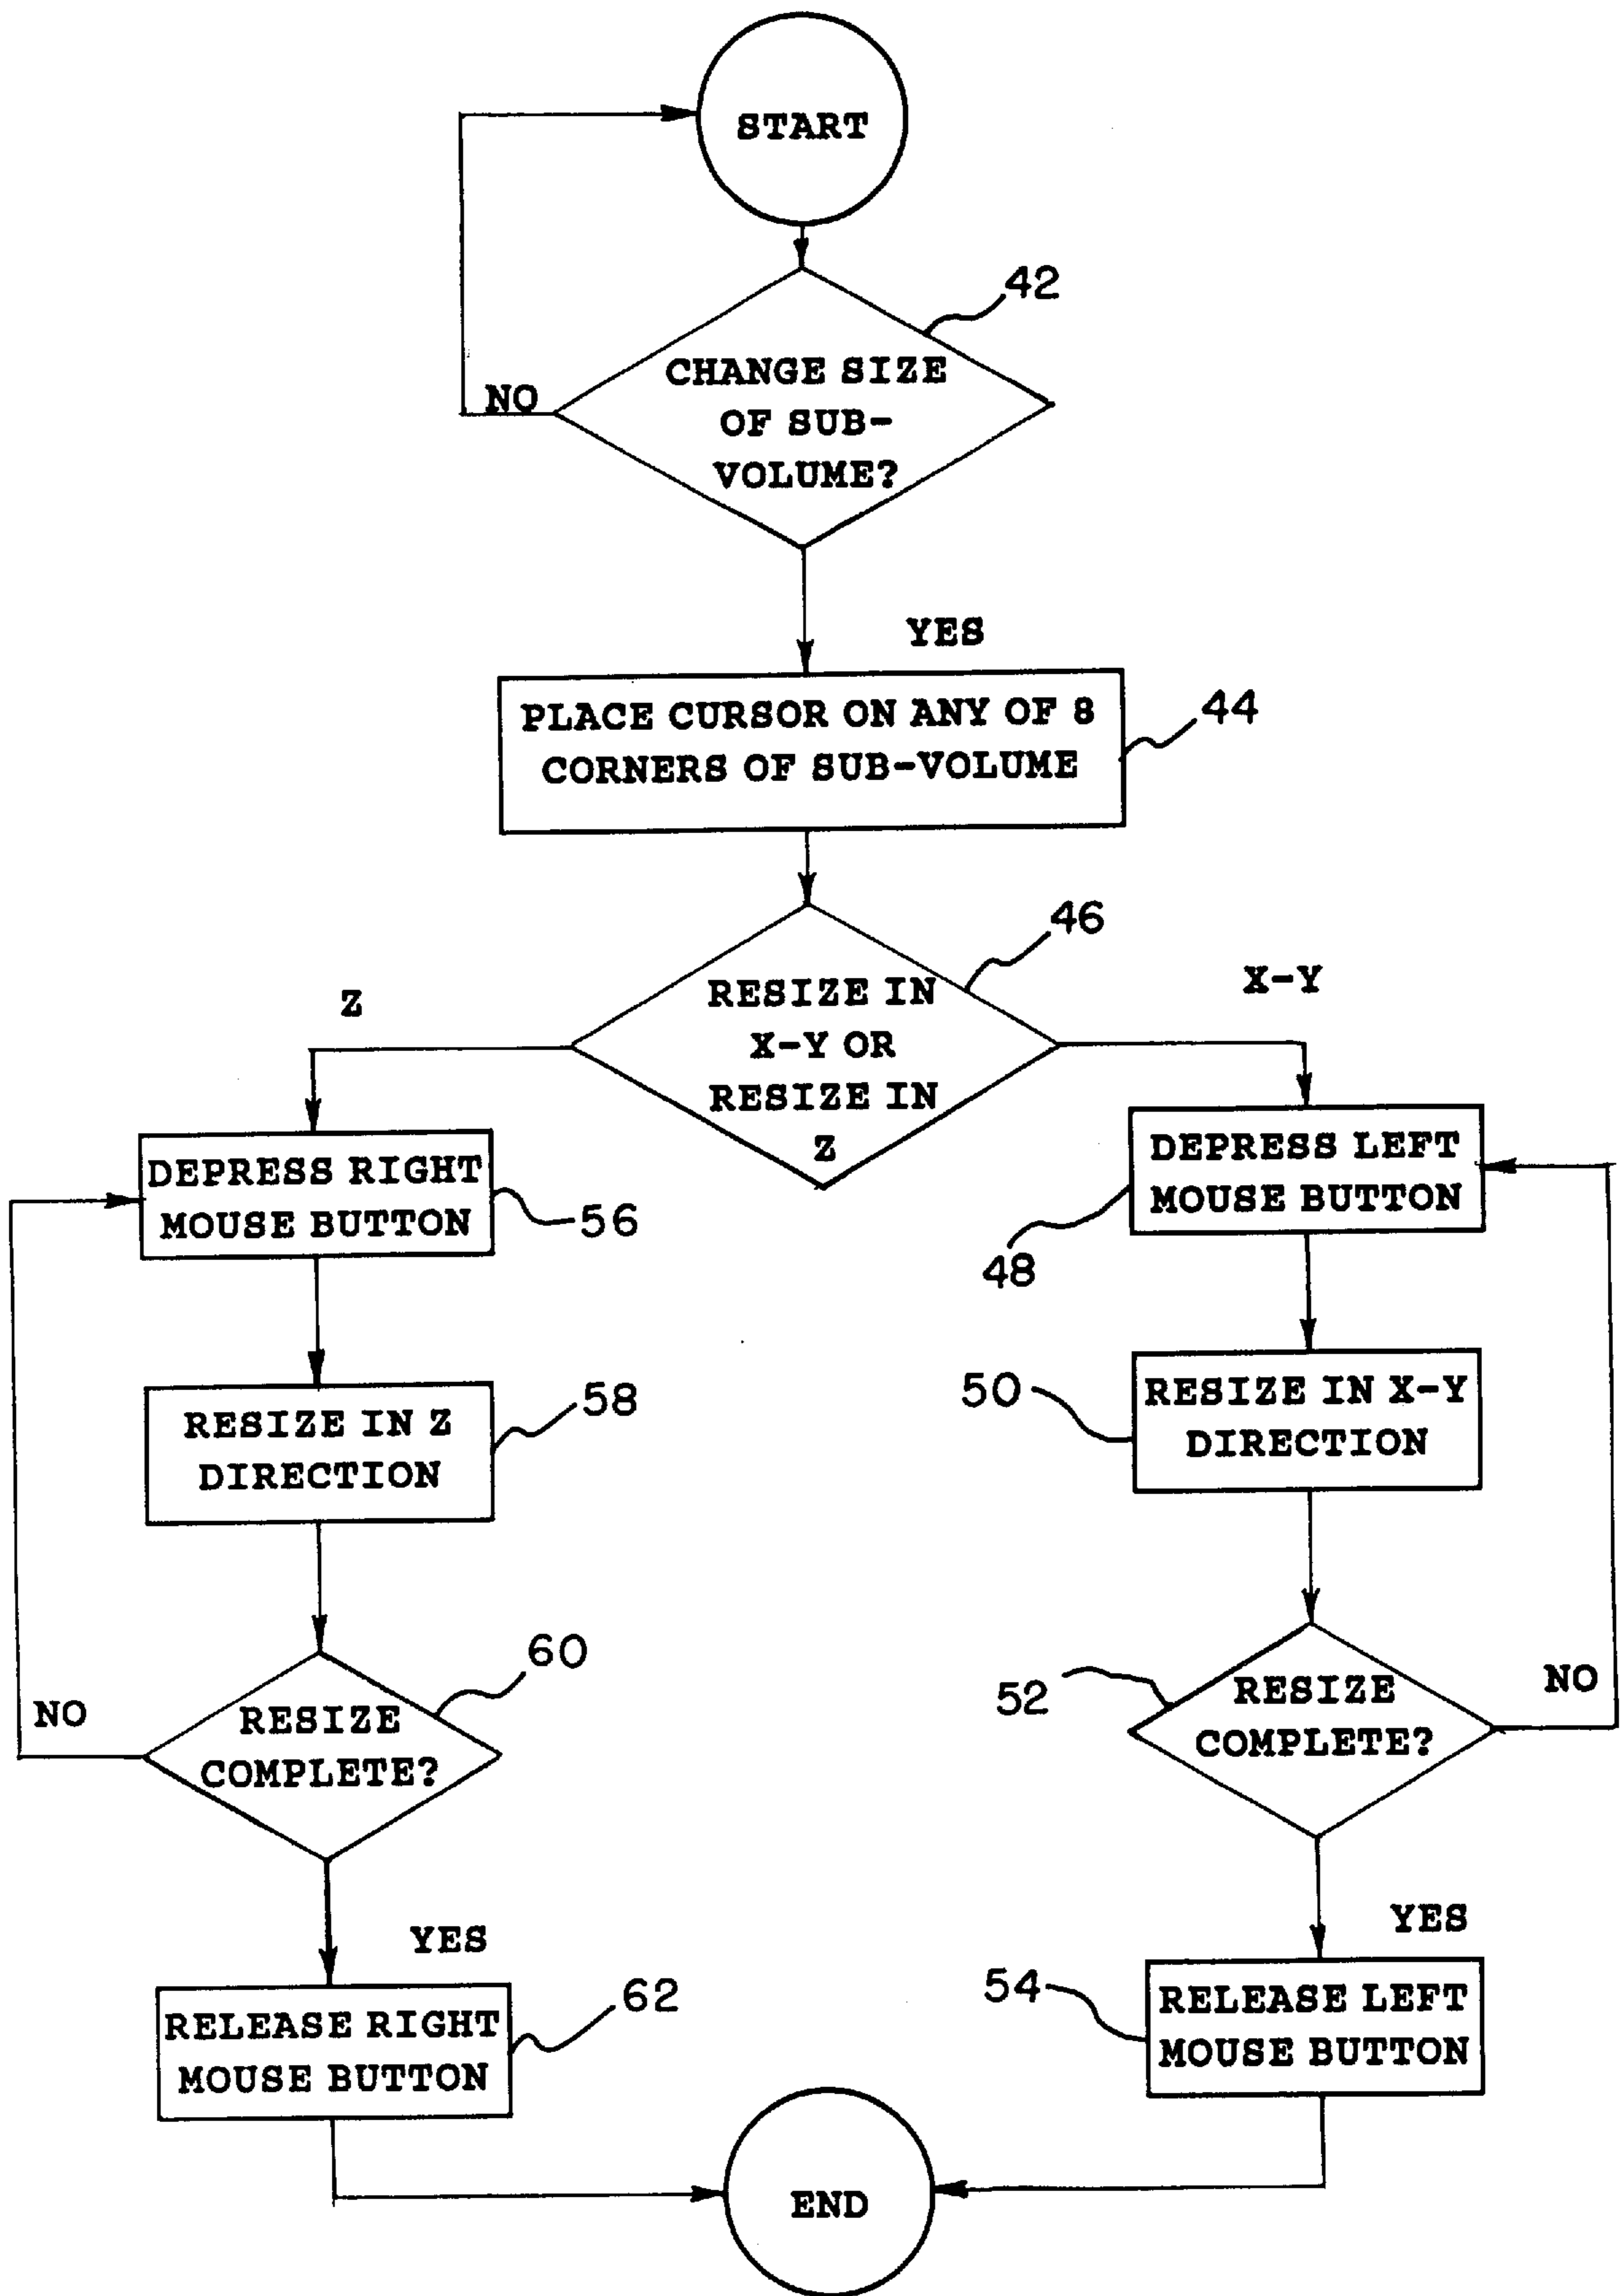 START
42
CHANGE SIZE
OF SUB-
VOLUME?
NO
YES
PLACE CURSOR ON ANY OF 8
CORNERS OF SUB-VOLUME
44
46
RESIZE IN
X-Y OR
RESIZE IN
Z
Z
X-Y
DEPRESS RIGHT
MOUSE BUTTON
56
DEPRESS LEFT
MOUSE BUTTON
48
RESIZE IN Z
DIRECTION
58
50
RESIZE IN X-Y
DIRECTION
60
RESIZE
COMPLETE?
NO
52
RESIZE
COMPLETE?
NO
YES
YES
RELEASE RIGHT
MOUSE BUTTON
62
54
RELEASE LEFT
MOUSE BUTTON
END